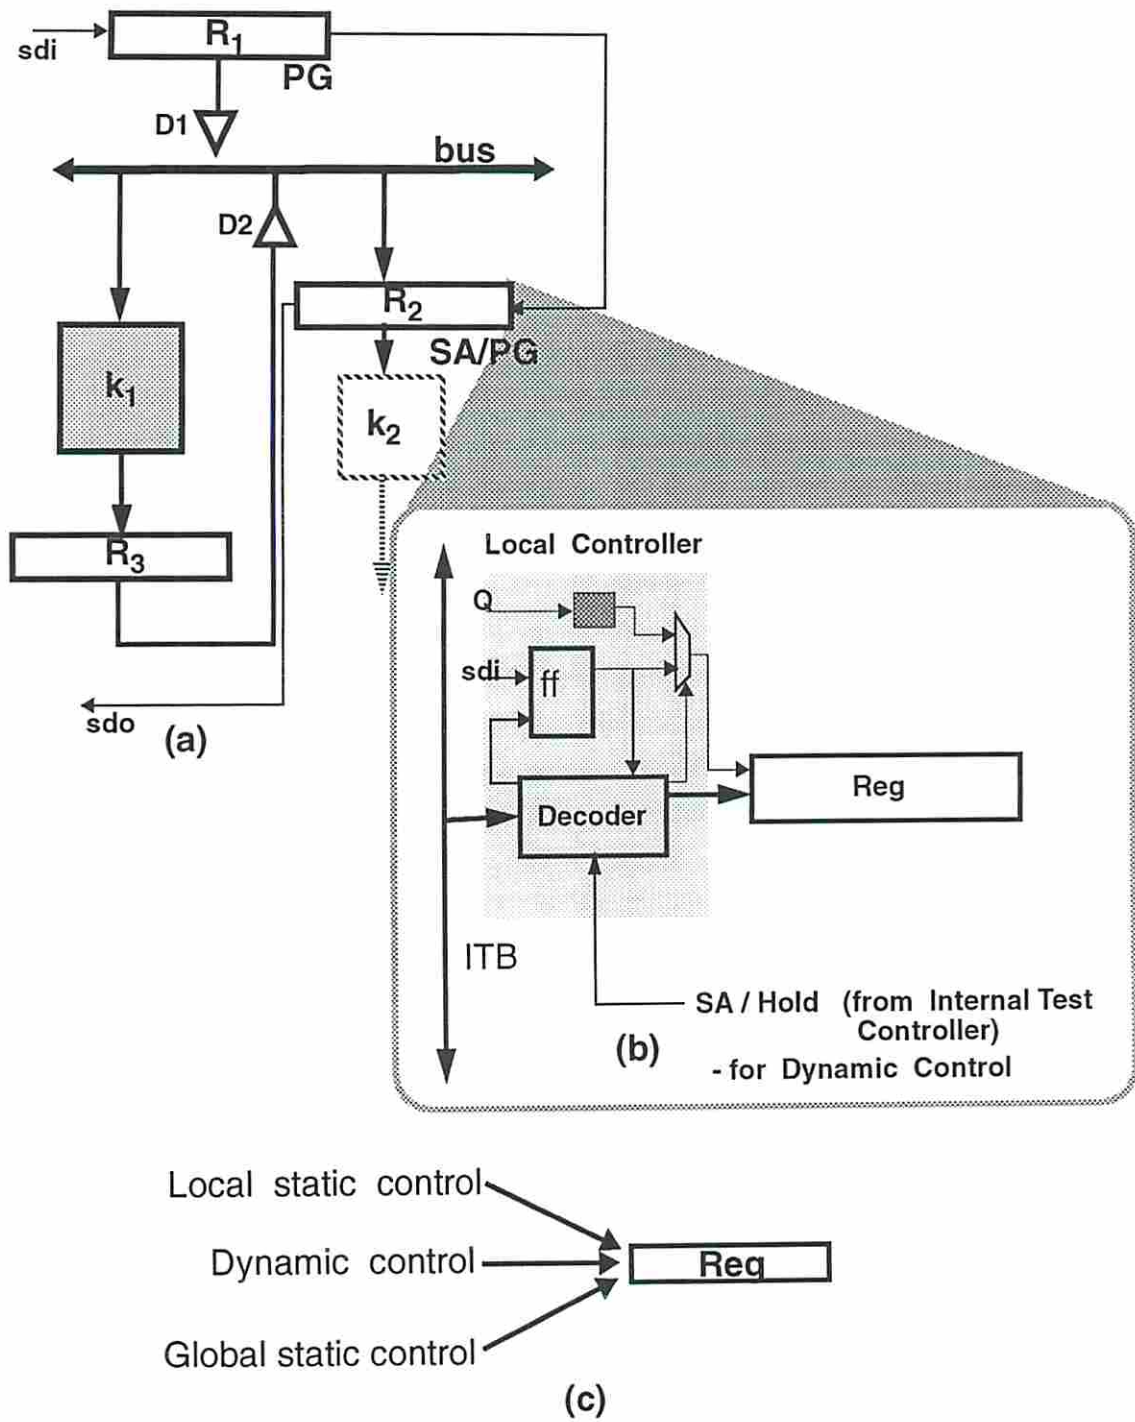 sdi
R1
PG
D1
bus
D2
R2
SA/PG
k1
k2
R3
sdo
(a)
Local Controller
Q
sdi
ff
Decoder
Reg
ITB
SA / Hold (from Internal Test
Controller)
(b)
- for Dynamic Control
Local static control
Dynamic control
Reg
Global static control
(c)